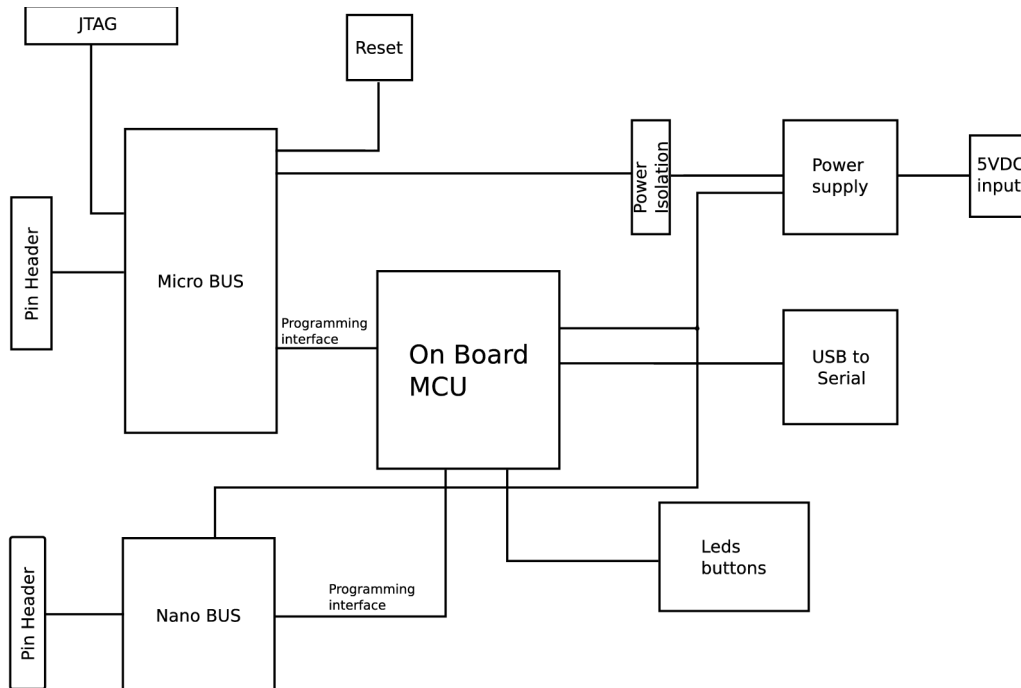 JTAG
Reset
Power
Isolation
Power
supply
5VDC
input
Pin Header
Micro BUS
Programming
interface
On Board
MCU
USB to
Serial
Leds
buttons
Pin Header
Nano BUS
Programming
interface